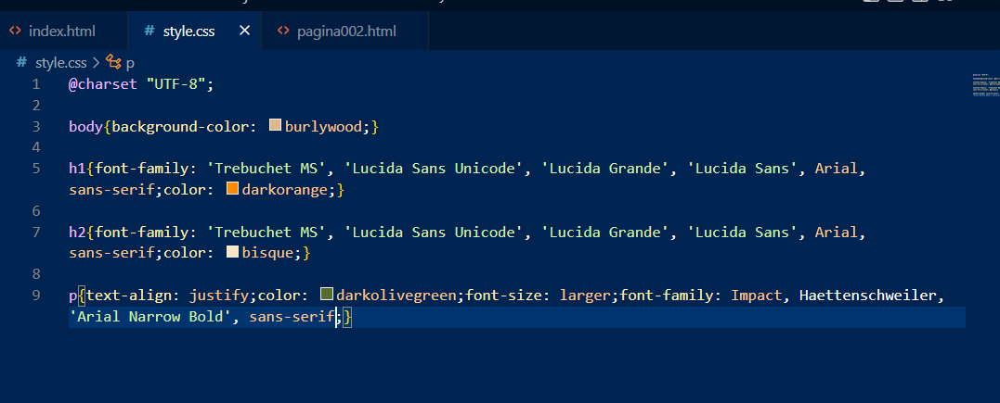 index.html
style.css
pagina002.html
style.css p
1 @charset "UTF-8";
2
3 body{background-color: burlywood;}
4
5 h1{font-family: 'Trebuchet MS', 'Lucida Sans Unicode', 'Lucida Grande', 'Lucida Sans', Arial,
sans-serif;color: darkorange;}
6
7 h2{font-family: 'Trebuchet MS', 'Lucida Sans Unicode', 'Lucida Grande', 'Lucida Sans', Arial,
sans-serif;color: bisque;}
8
9 p{text-align: justify;color: darkolivegreen;font-size: larger;font-family: Impact, Haettenschweiler,
'Arial Narrow Bold', sans-serif;}